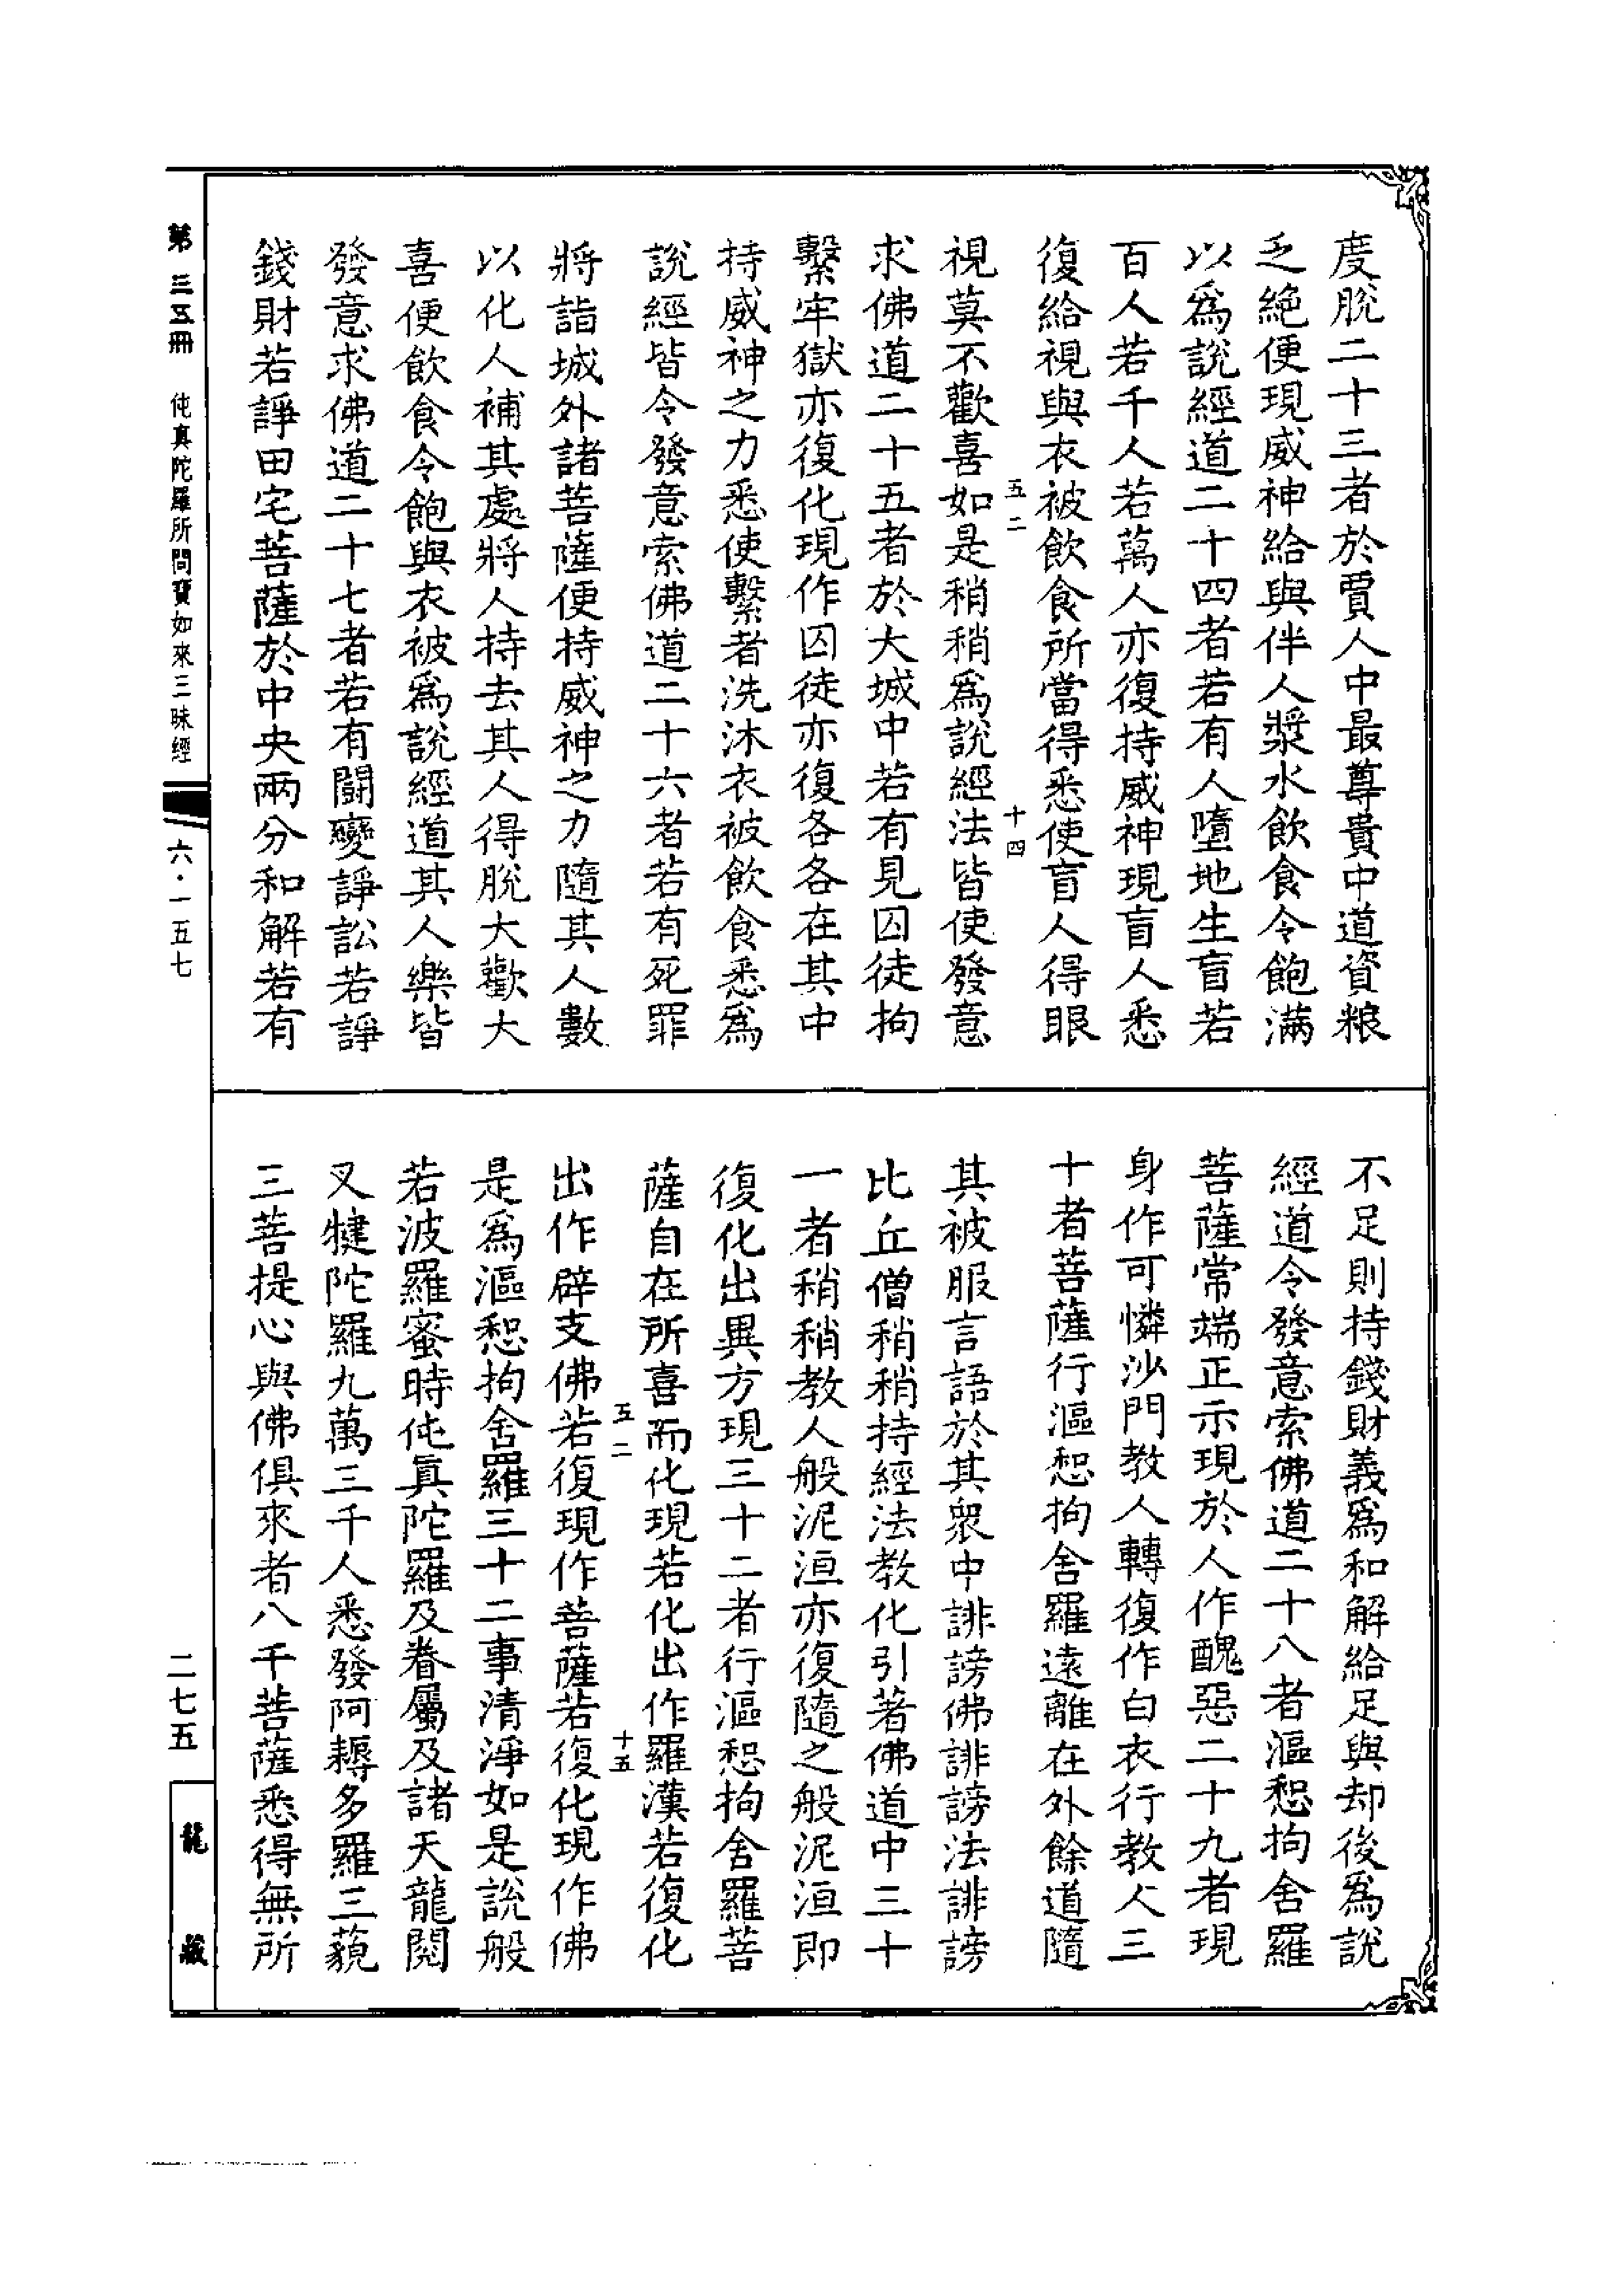 度脫二十三者於賈人中最尊貴中道資粮
乏絕便現威神給與伴人漿水飲食令飽滿
以爲說經道二十四者若有人墮地生盲若
百人若千人若萬人亦復持威神現盲人悉
復給視與衣被飲食所當得悉使盲人得眼
五二
十四
視莫不歡喜如是稍稍爲說經法皆使發意
求佛道二十五者於大城中若有見囚徒拘
繫牢獄亦復化現作囚徒亦復各各在其中
持威神之力悉使繫者洗沐衣被飲食悉爲
說經皆令發意索佛道二十六者若有死罪
將詣城外諸菩薩便持威神之力隨其人數
以化人補其處將人持去其人得脫大歡大
喜便飲食令飽與衣被爲說經道其人樂皆
發意求佛道二十七者若有鬪變諍訟若諍
錢財若諍田宅菩薩於中央兩分和解若有
不足則持錢財義爲和解給足與却後爲說
經道令發意索佛道二十八者漚惒拘舍羅
菩薩常端正示現於人作醜惡二十九者現
身作可憐沙門教人轉復作白衣行教人三
十者菩薩行漚惒拘舍羅遠離在外餘道隨
其被服言語於其衆中誹謗佛誹謗法誹謗
比丘僧稍稍持經法教化引著佛道中三十
一者稍稍教人般泥洹亦復隨之般泥洹即
復化出異方現三十二者行漚惒拘舍羅菩
薩自在所喜而化現若化出作羅漢若復化
五二
十五
出作辟支佛若復現作菩薩若復化現作佛
是爲漚惒拘舍羅三十二事清淨如是說般
若波羅蜜時伅眞陀羅及眷屬及諸天龍閱
叉犍陀羅九萬三千人悉發阿耨多羅三藐
三菩提心與佛俱來者八千菩薩悉得無所
第三五冊
伅真陀羅所問寶如來三昧經
六·一五七
二七五
龍藏